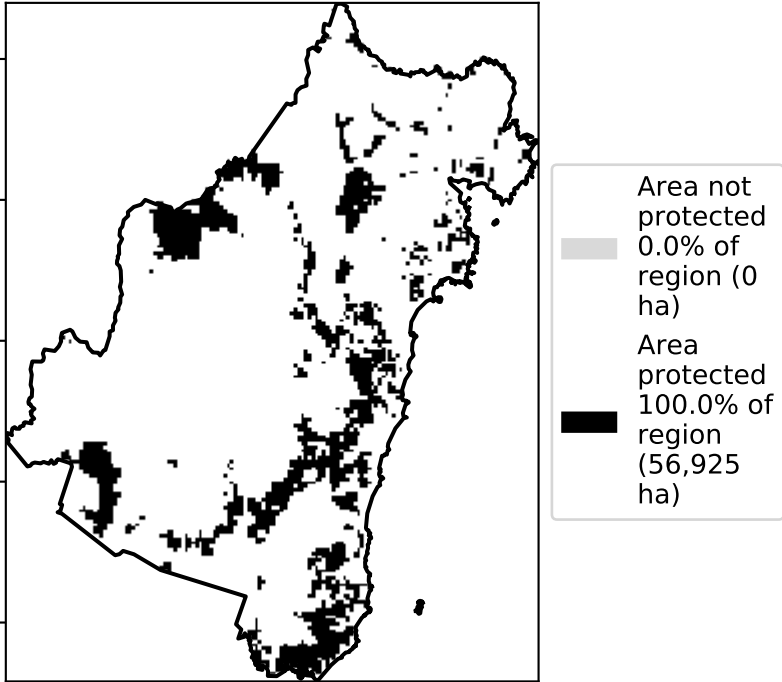 Area not
protected
0.0% of
region (0
ha)
Area
protected
100.0% of
region
(56,925
ha)